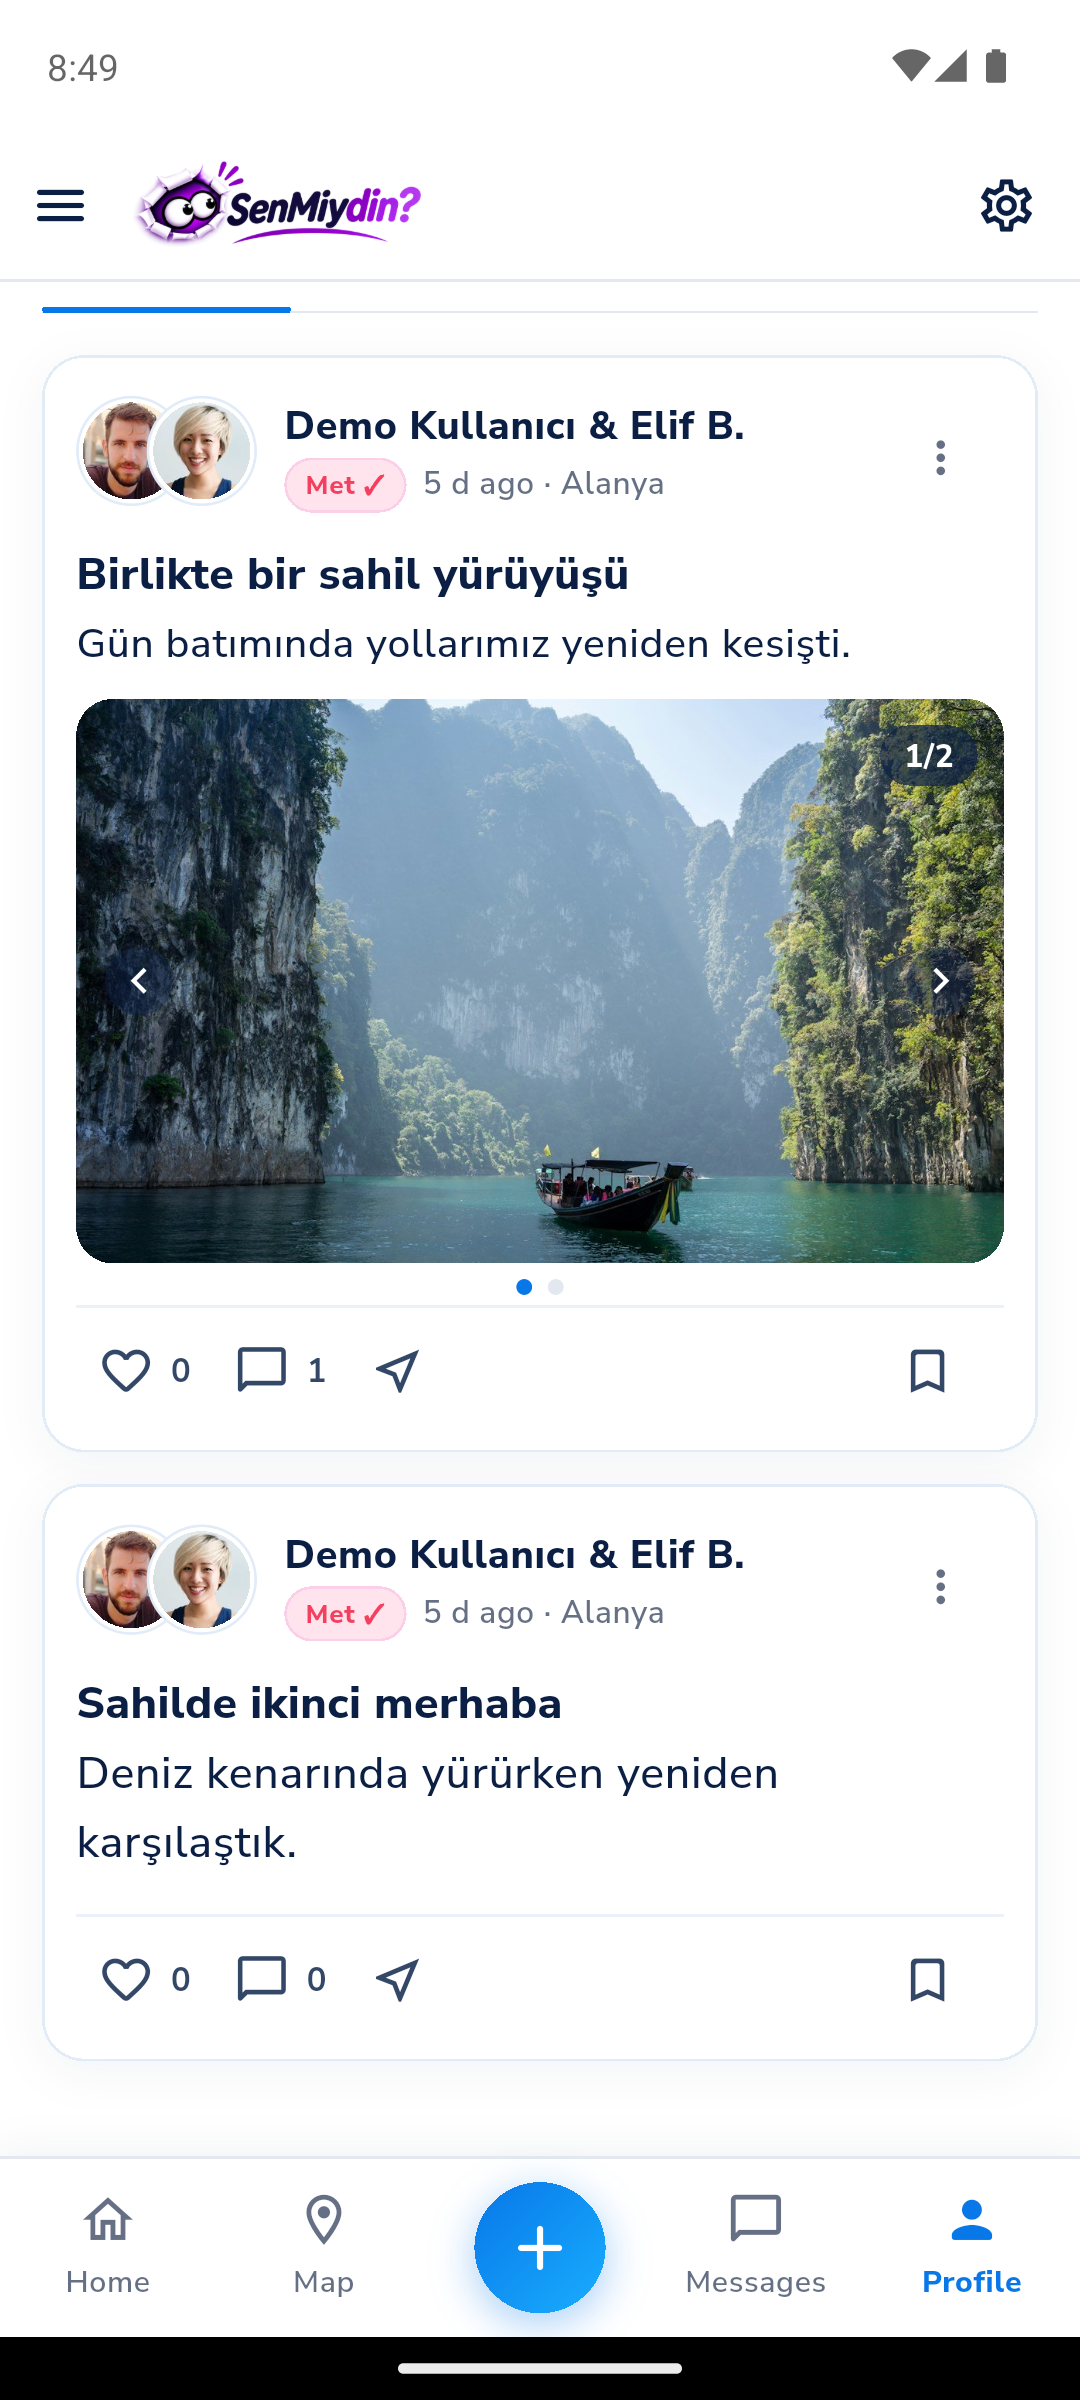 8:49
SenMiydin?
Demo Kullanıcı & Elif B.
Met ✓ 5 d ago · Alanya
Birlikte bir sahil yürüyüşü
Gün batımında yollarımız yeniden kesişti.
1/2
0 1
Demo Kullanıcı & Elif B.
Met ✓ 5 d ago · Alanya
Sahilde ikinci merhaba
Deniz kenarında yürürken yeniden
karşılaştık.
0 0
Home Map Messages Profile